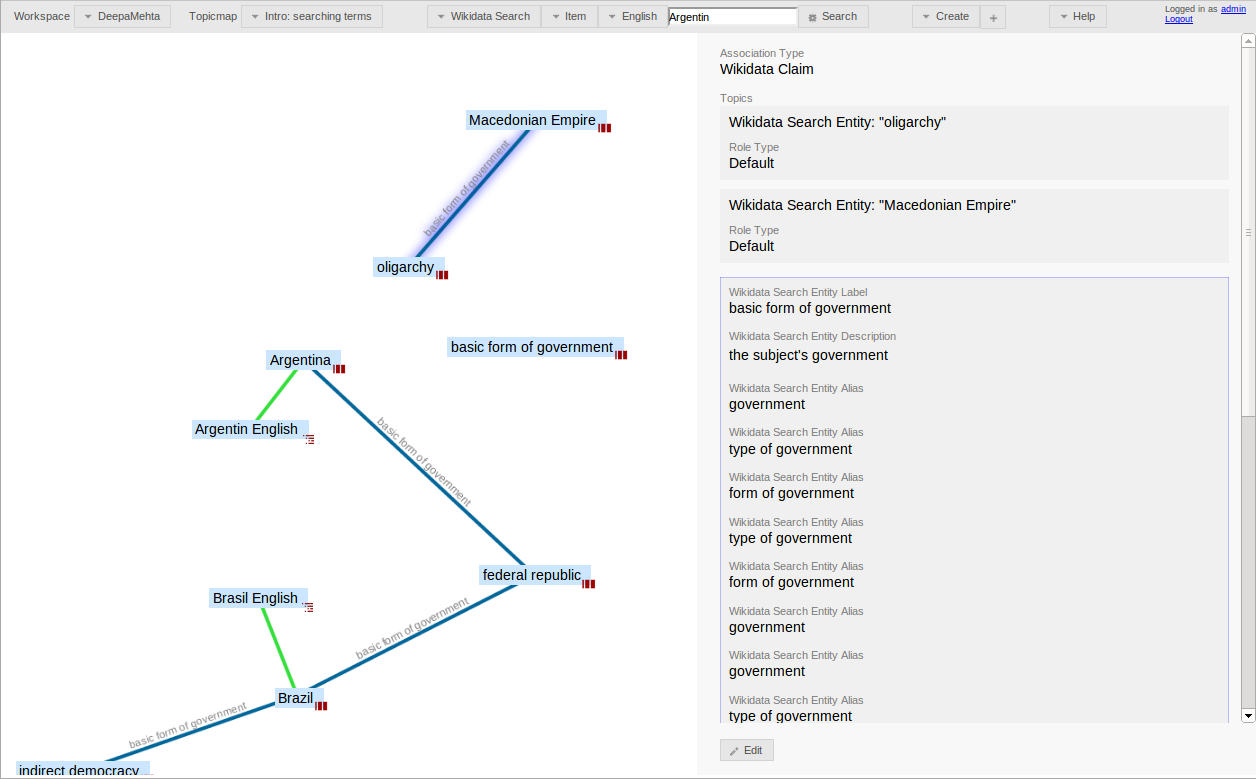 Workspace DeepaMehta Topicmap Intro: searching terms Wikidata Search Item English Argentin Search Create + Help Logged in as admin
Logout
Macedonian Empire
basic form of government
oligarchy
basic form of government
Argentina
Argentin English
basic form of government
federal republic
Brasil English
basic form of government
Brazil
basic form of government
indirect democracy
Association Type
Wikidata Claim
Topics
Wikidata Search Entity: "oligarchy"
Role Type
Default
Wikidata Search Entity: "Macedonian Empire"
Role Type
Default
Wikidata Search Entity Label
basic form of government
Wikidata Search Entity Description
the subject's government
Wikidata Search Entity Alias
government
Wikidata Search Entity Alias
type of government
Wikidata Search Entity Alias
form of government
Wikidata Search Entity Alias
type of government
Wikidata Search Entity Alias
form of government
Wikidata Search Entity Alias
government
Wikidata Search Entity Alias
government
Wikidata Search Entity Alias
type of government
Edit